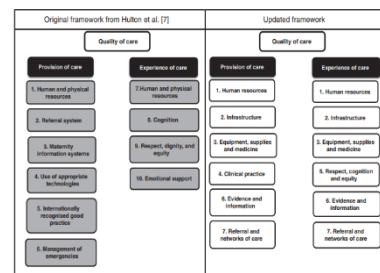 Original framework from Hulton et al. [7]
Quality of care
Provision of care
1. Human and physical
resources
2. Referral system
3. Maternity
information systems
4. Use of appropriate
technologies
5. Internationally
recognized good
practice
6. Management of
emergencies
Experience of care
7.Human and physical
resources
8. Cognition
9. Respect, dignity, and
equity
10. Emotional support
Updated framework
Quality of care
Provision of care
1. Human resources
2. Infrastructure
3. Equipment, supplies
and medicine
4. Clinical practice
6. Evidence and
information
7. Referral and
networks of care
Experience of care
1. Human resources
2. Infrastructure
3. Equipment, supplies
and medicine
5. Respect, cognition
and equity
6. Evidence and
information
7. Referral and
networks of care